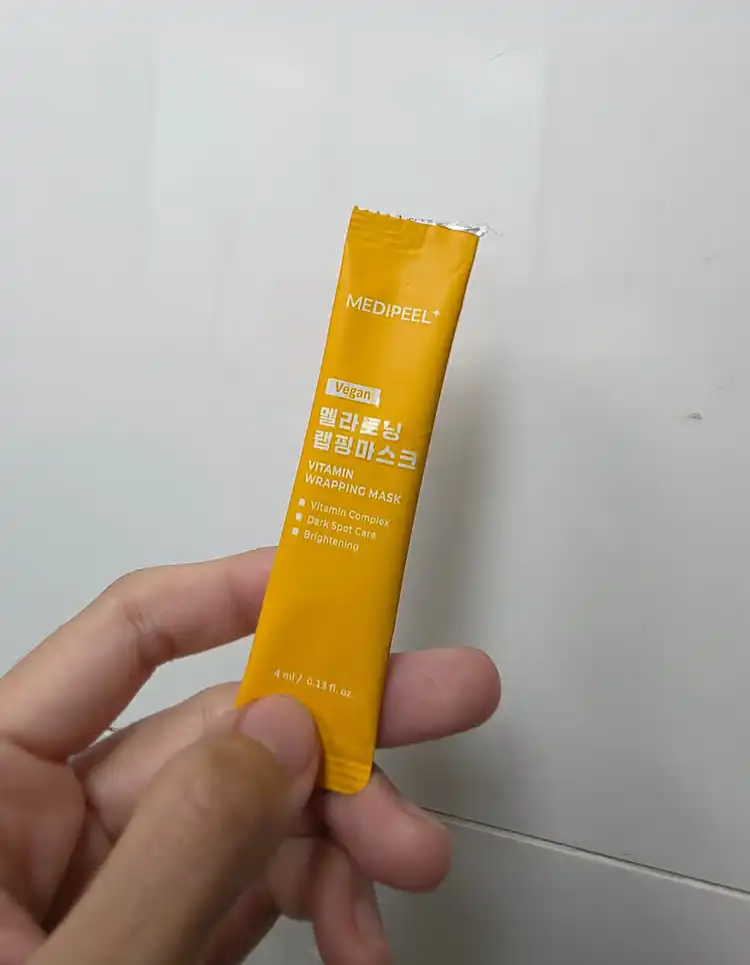 MEDIPEEL+
Vegan
멜라토닝
랩핑마스크
VITAMIN
WRAPPING MASK
Vitamin Complex
Dark Spot Care
Brightening
4 ml / 0.13 fl. oz.